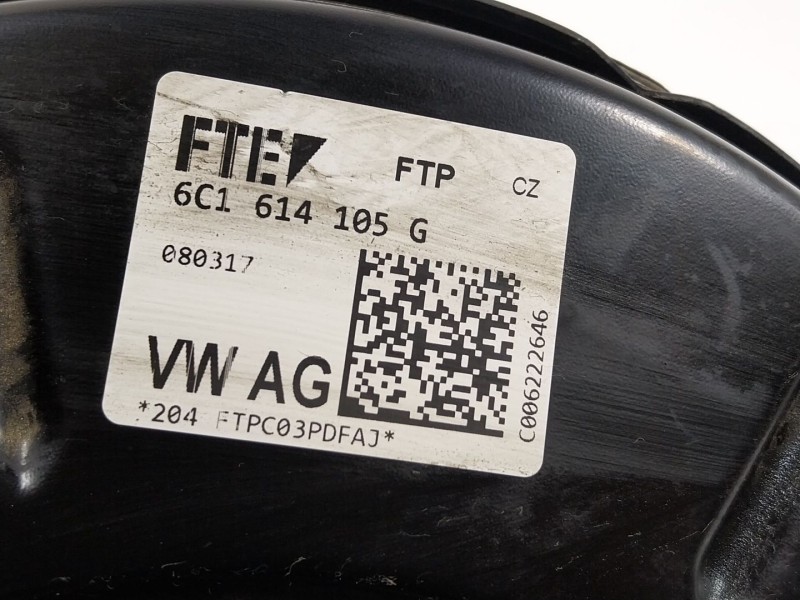 FTE
FTP
CZ
6C1 614 105 G
080317
C006222646
VW AG
*204 FTPC03PDFAJ*